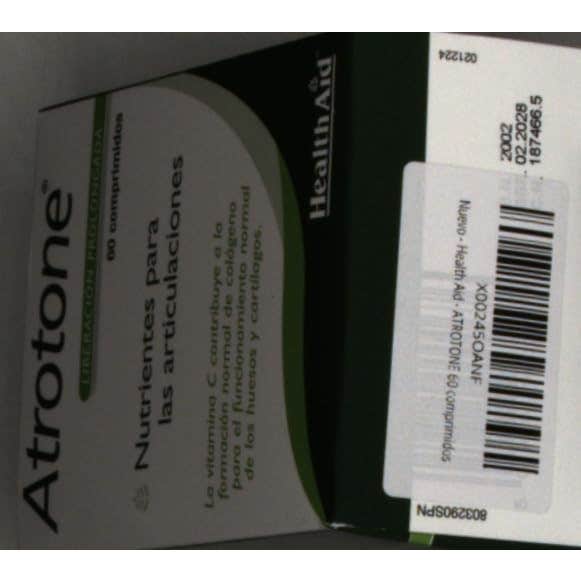 Atrotone®
LIBERACIÓN PROLONGADA
60 comprimidos
Nutrientes para
las articulaciones
La vitamina C contribuye a la
formación normal de colágeno
para el funcionamiento normal
de los huesos y cartílagos.
HealthAid
021224
2002
02.2028
187466.5
X0024SOANF
Nuevo - Health Aid - ATROTONE 60 comprimidos
803290SPN